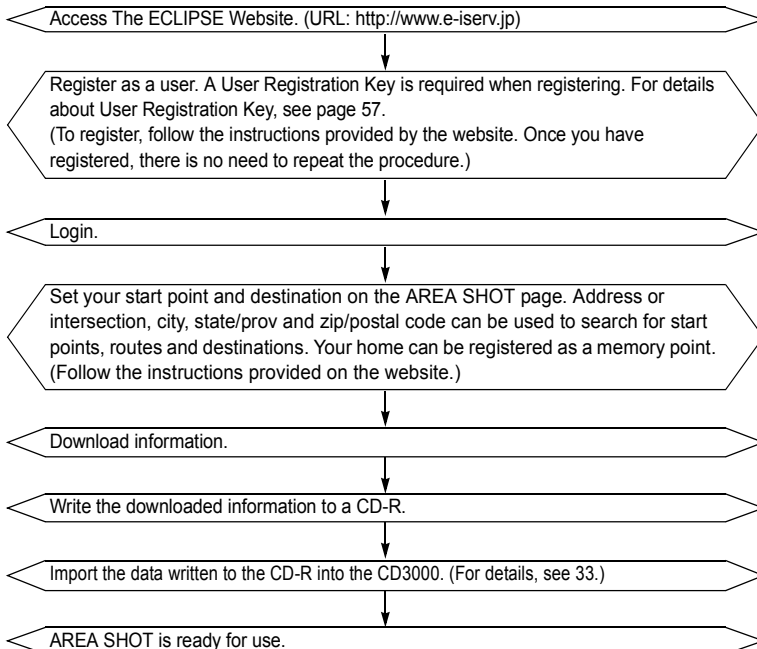 Access The ECLIPSE Website. (URL: http://www.e-iserv.jp)
Register as a user. A User Registration Key is required when registering. For details
about User Registration Key, see page 57.
(To register, follow the instructions provided by the website. Once you have
registered, there is no need to repeat the procedure.)
Login.
Set your start point and destination on the AREA SHOT page. Address or
intersection, city, state/prov and zip/postal code can be used to search for start
points, routes and destinations. Your home can be registered as a memory point.
(Follow the instructions provided on the website.)
Download information.
Write the downloaded information to a CD-R.
Import the data written to the CD-R into the CD3000. (For details, see 33.)
AREA SHOT is ready for use.